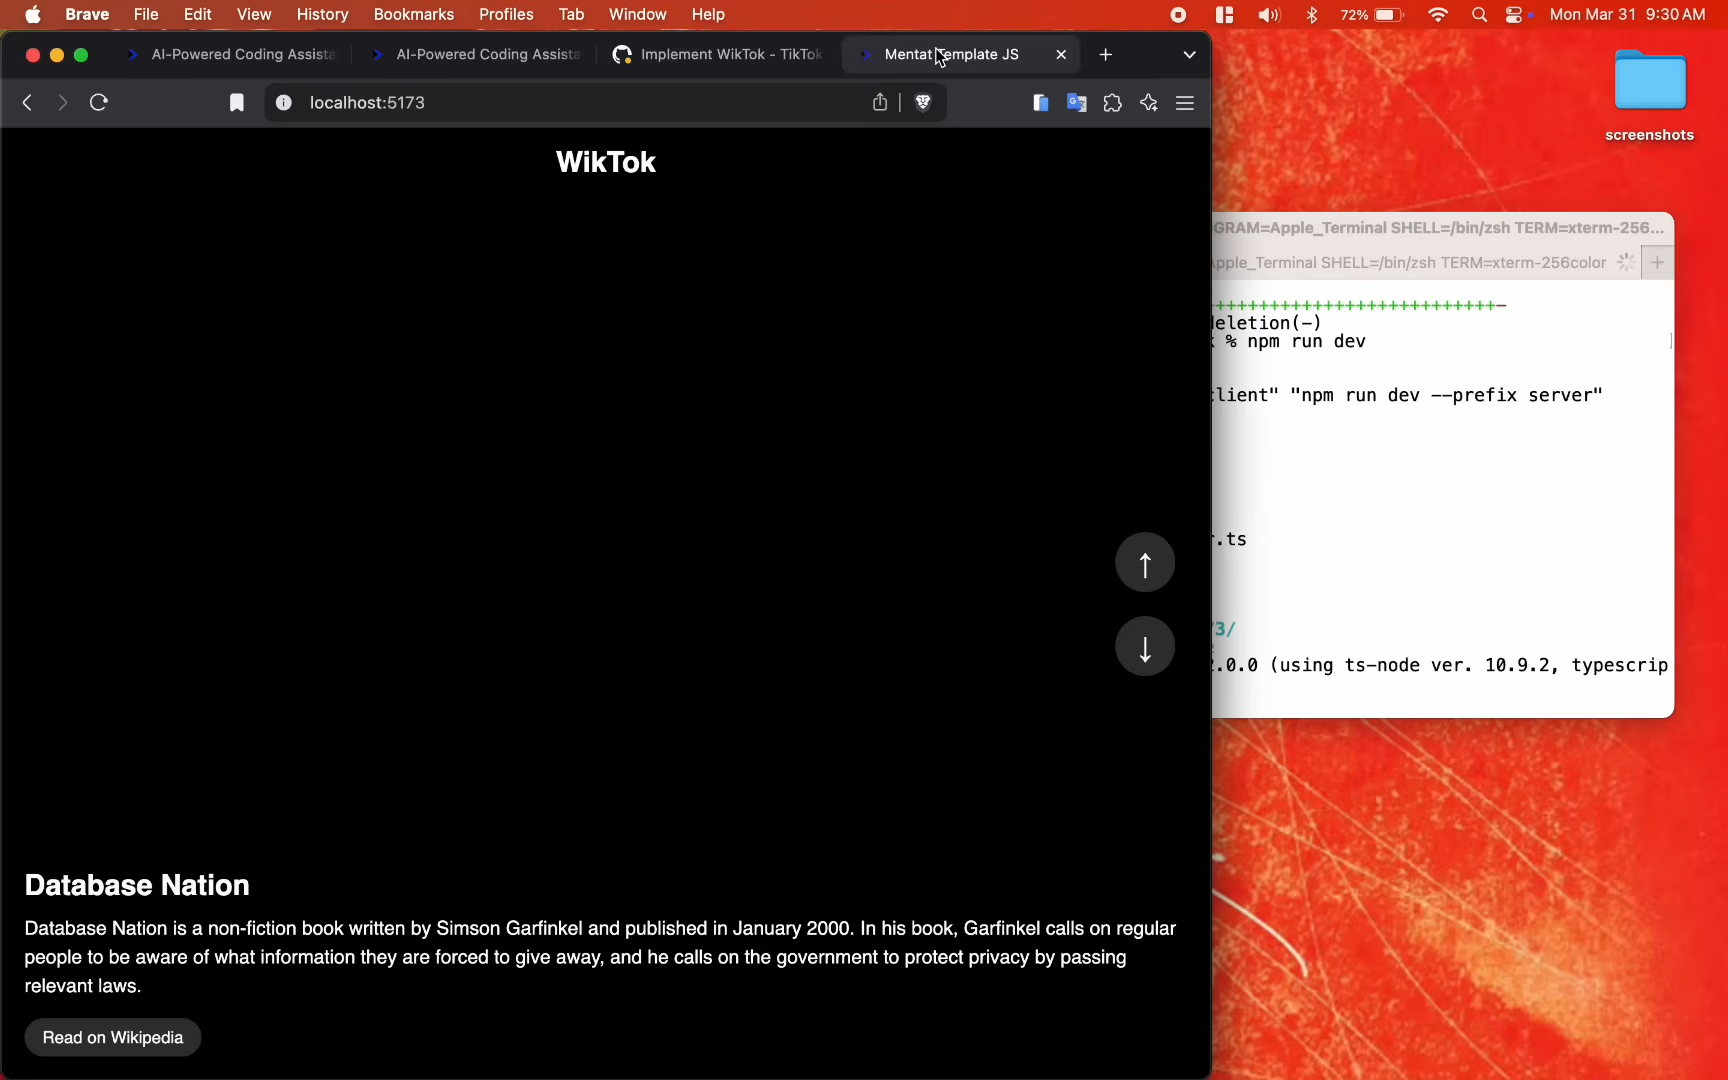 Brave File Edit View History Bookmarks Profiles Tab Window Help 72% Mon Mar 31 9:30 AM
AI-Powered Coding Assista AI-Powered Coding Assista Implement WikTok - TikTok Mentat Template JS
localhost:5173
screenshots
WikTok
GRAM=Apple_Terminal SHELL=/bin/zsh TERM=xterm-256...
Apple_Terminal SHELL=/bin/zsh TERM=xterm-256color
+++++++++++++++++++++++++++-
deletion(-)
% npm run dev
client" "npm run dev --prefix server"
r.ts
73/
2.0.0 (using ts-node ver. 10.9.2, typescrip
↑
↓
Database Nation
Database Nation is a non-fiction book written by Simson Garfinkel and published in January 2000. In his book, Garfinkel calls on regular
people to be aware of what information they are forced to give away, and he calls on the government to protect privacy by passing
relevant laws.
Read on Wikipedia